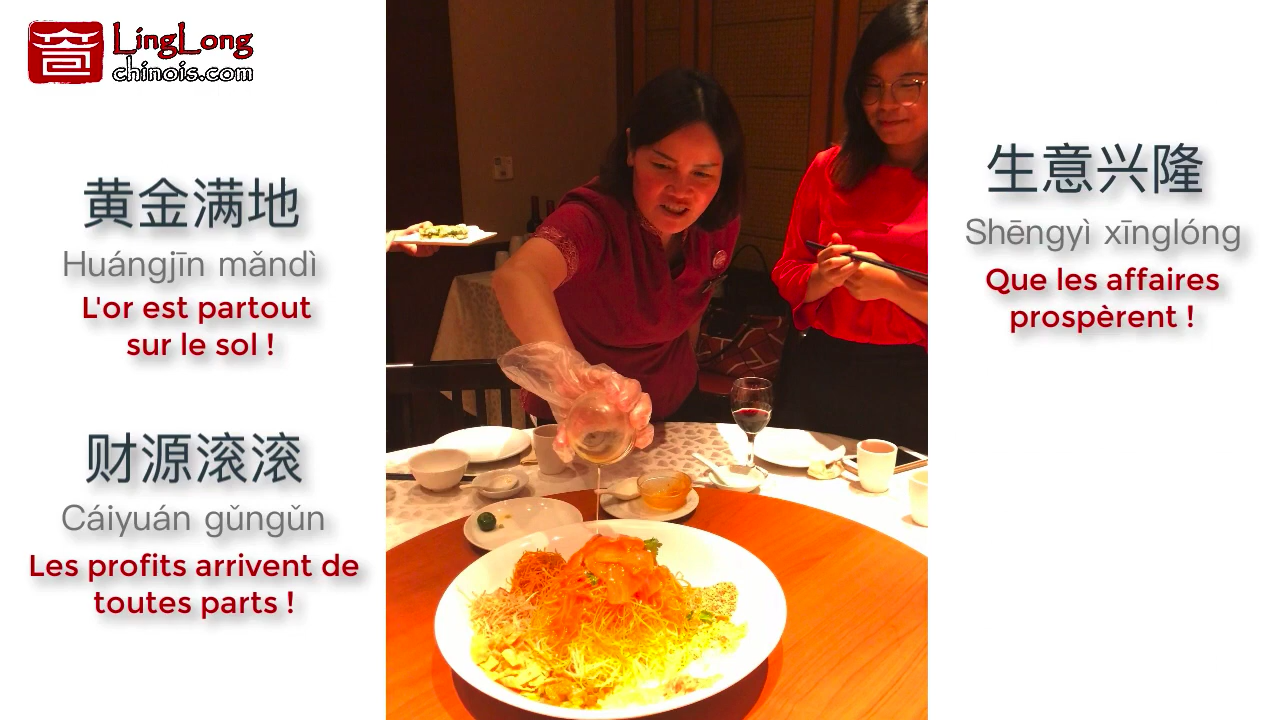 LingLong
chinois.com
黄金满地
Huángjīn mǎndì
L'or est partout
sur le sol !
财源滚滚
Cáiyuán gǔngǔn
Les profits arrivent de
toutes parts !
生意兴隆
Shēngyì xīnglóng
Que les affaires
prospèrent !